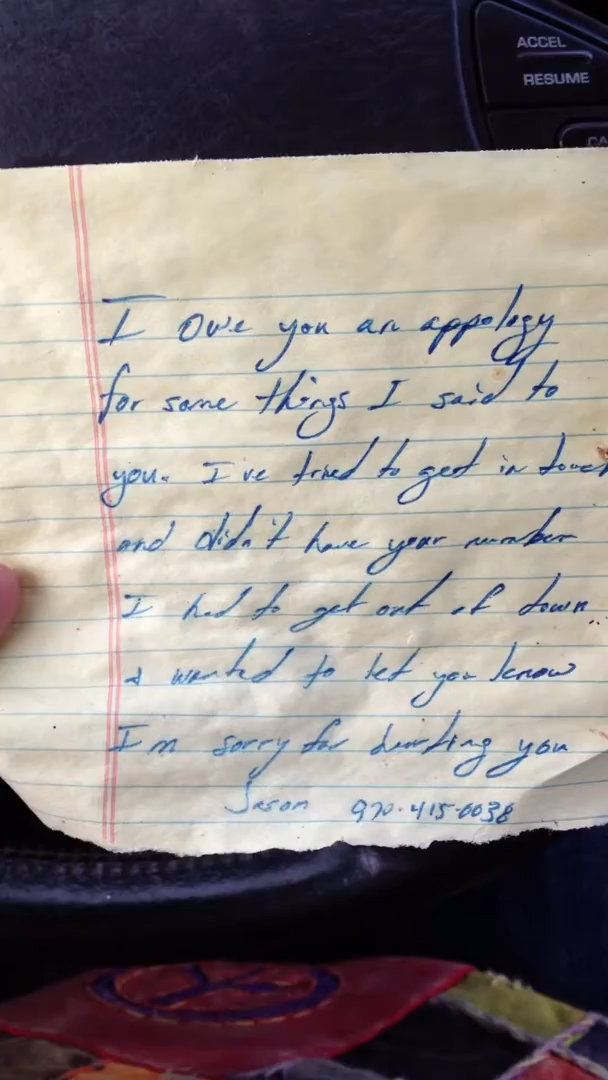 ACCEL
RESUME
I owe you an appology
for some things I said to
you. I've tried to get in touch
and didn't have your number
I had to get out of town
& wanted to let you know
I'm sorry for hurting you
Jason 970-415-0038